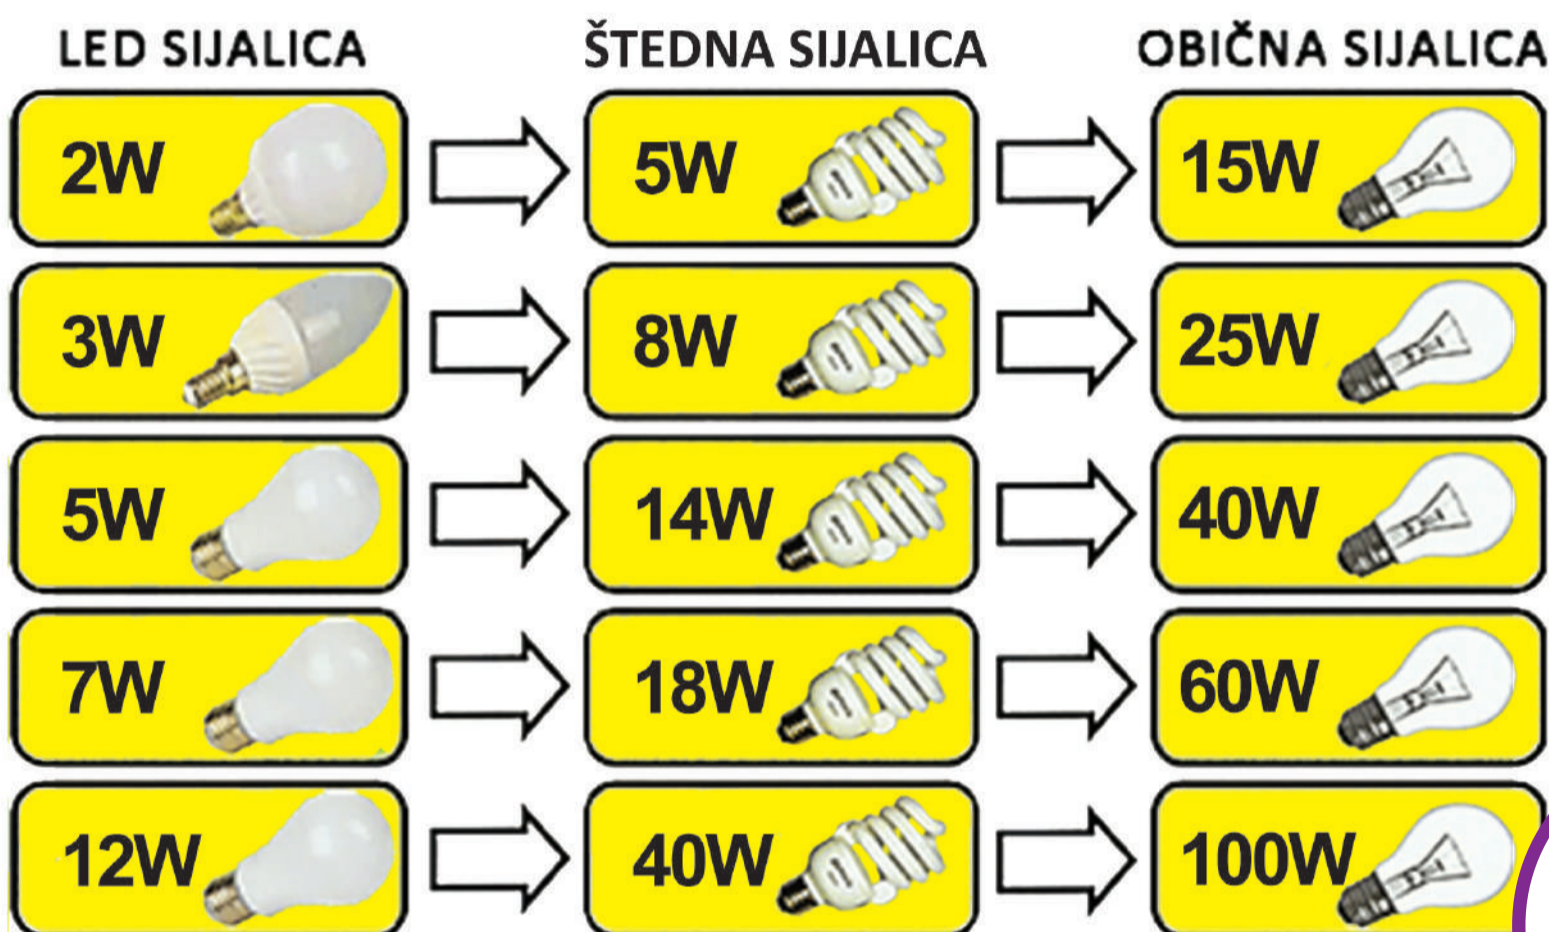 LED SIJALICA ŠTEDNA SIJALICA OBIČNA SIJALICA
2W 5W 15W
3W 8W 25W
5W 14W 40W
7W 18W 60W
12W 40W 100W